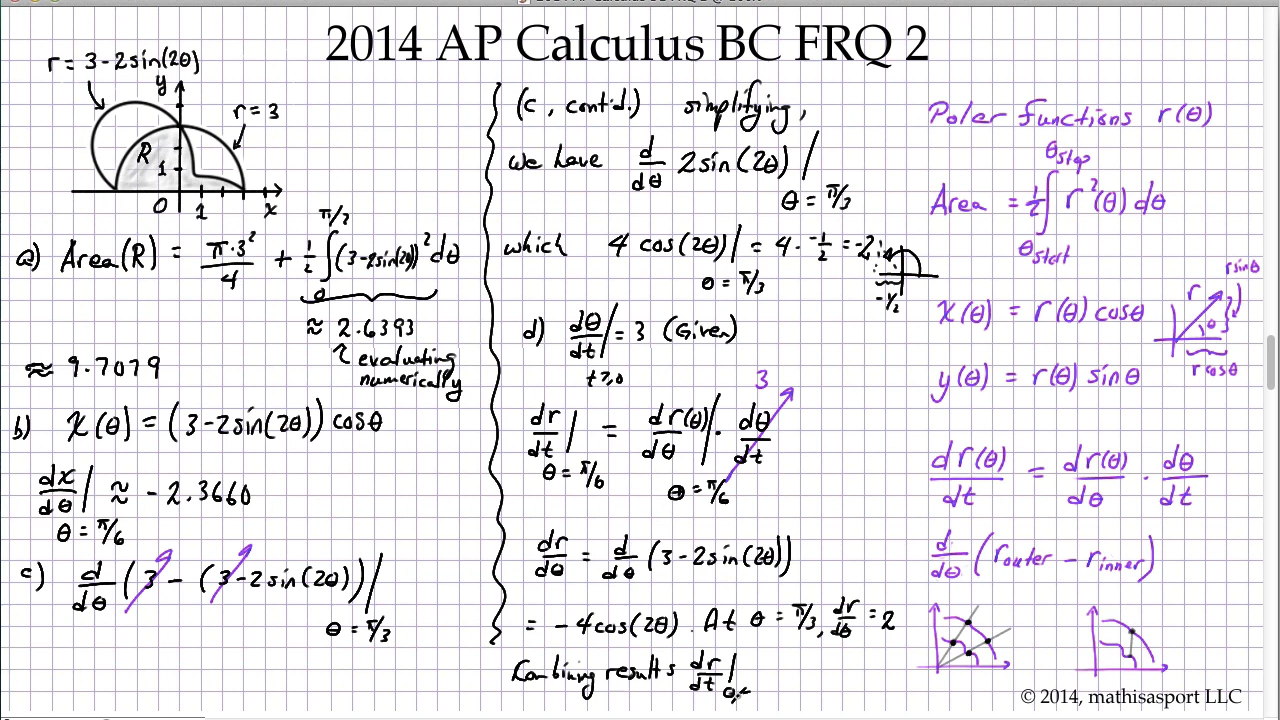 2014 AP Calculus BC FRQ 2
r = 3 - 2sin(2θ)
y
r = 3
R
1
0 1 x
a) Area(R) = π·3²/4 + 1/2 ∫₀^(π/2) (3-2sin(2θ))² dθ
≈ 2.6393
evaluating
numerically
≈ 9.7079
b) x(θ) = (3-2sin(2θ)) cosθ
dx/dθ | θ = π/6 ≈ -2.3660
c) d/dθ (3 - (3-2sin(2θ))) | θ = π/3
(c, cont'd.) simplifying,
we have d/dθ 2sin(2θ) | θ = π/3
which 4 cos(2θ) | θ = π/3 = 4 · -1/2 = -2
-1/2
d) dθ/dt | t≥0 = 3 (Given)
3
dr/dt | θ = π/6 = dr(θ)/dθ | θ = π/6 · dθ/dt
dr/dθ = d/dθ (3-2sin(2θ))
= -4cos(2θ). At θ = π/3, dr/dθ = 2
Combining results dr/dt |
Polar functions r(θ)
Area = 1/2 ∫ θstart ^ θstop r²(θ) dθ
x(θ) = r(θ) cosθ
r sinθ
r
θ
r cosθ
y(θ) = r(θ) sinθ
dr(θ)/dt = dr(θ)/dθ · dθ/dt
d/dθ (router - rinner)
© 2014, mathisasport LLC